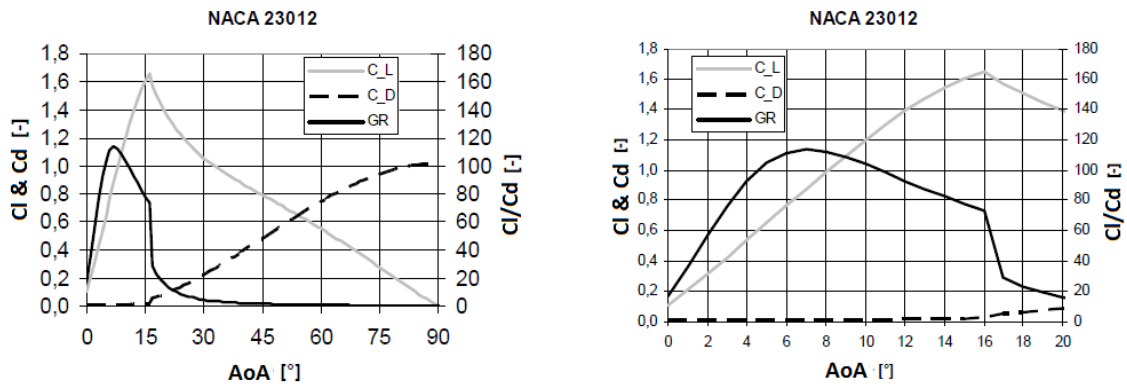 NACA 23012
Cl & Cd [-]
1,8
1,6
1,4
1,2
1,0
0,8
0,6
0,4
0,2
0,0
C_L
C_D
GR
180
160
140
120
100
80
60
40
20
0
Cl/Cd [-]
0 15 30 45 60 75 90
AoA [°]
NACA 23012
Cl & Cd [-]
1,8
1,6
1,4
1,2
1,0
0,8
0,6
0,4
0,2
0,0
C_L
C_D
GR
180
160
140
120
100
80
60
40
20
0
Cl/Cd [-]
0 2 4 6 8 10 12 14 16 18 20
AoA [°]